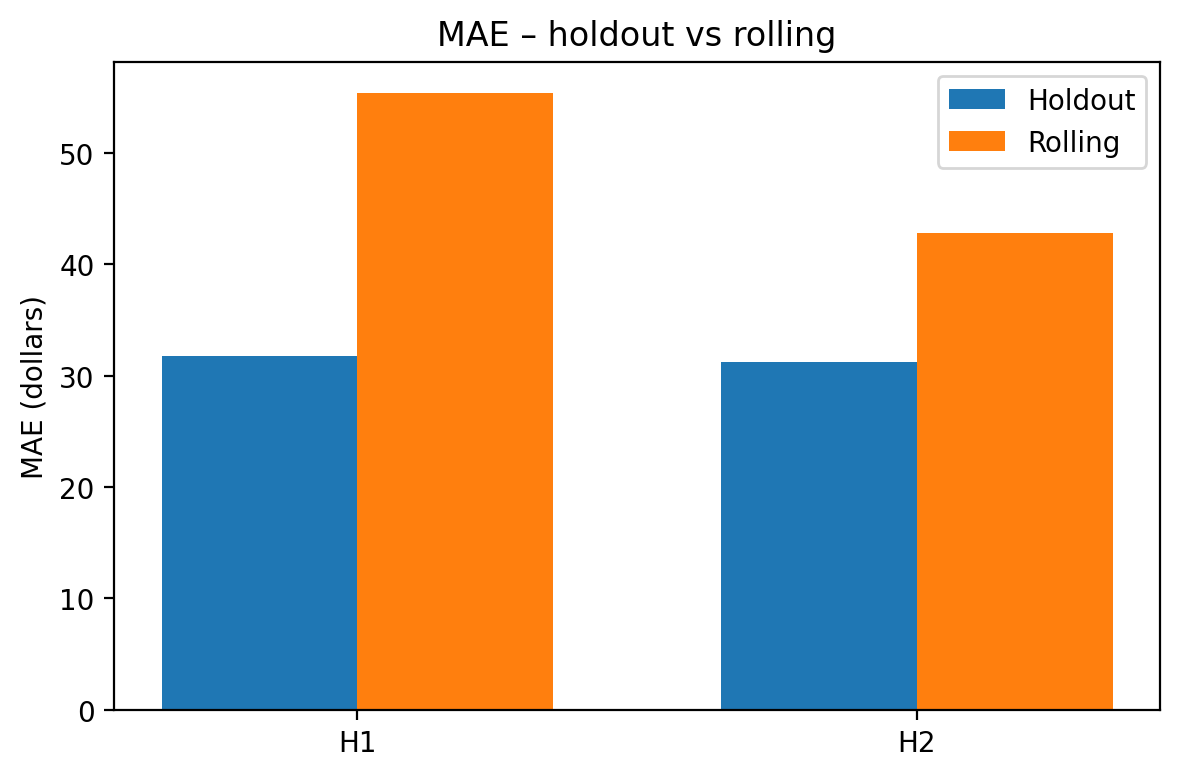 MAE – holdout vs rolling
Holdout
Rolling
MAE (dollars)
50
40
30
20
10
0
H1
H2